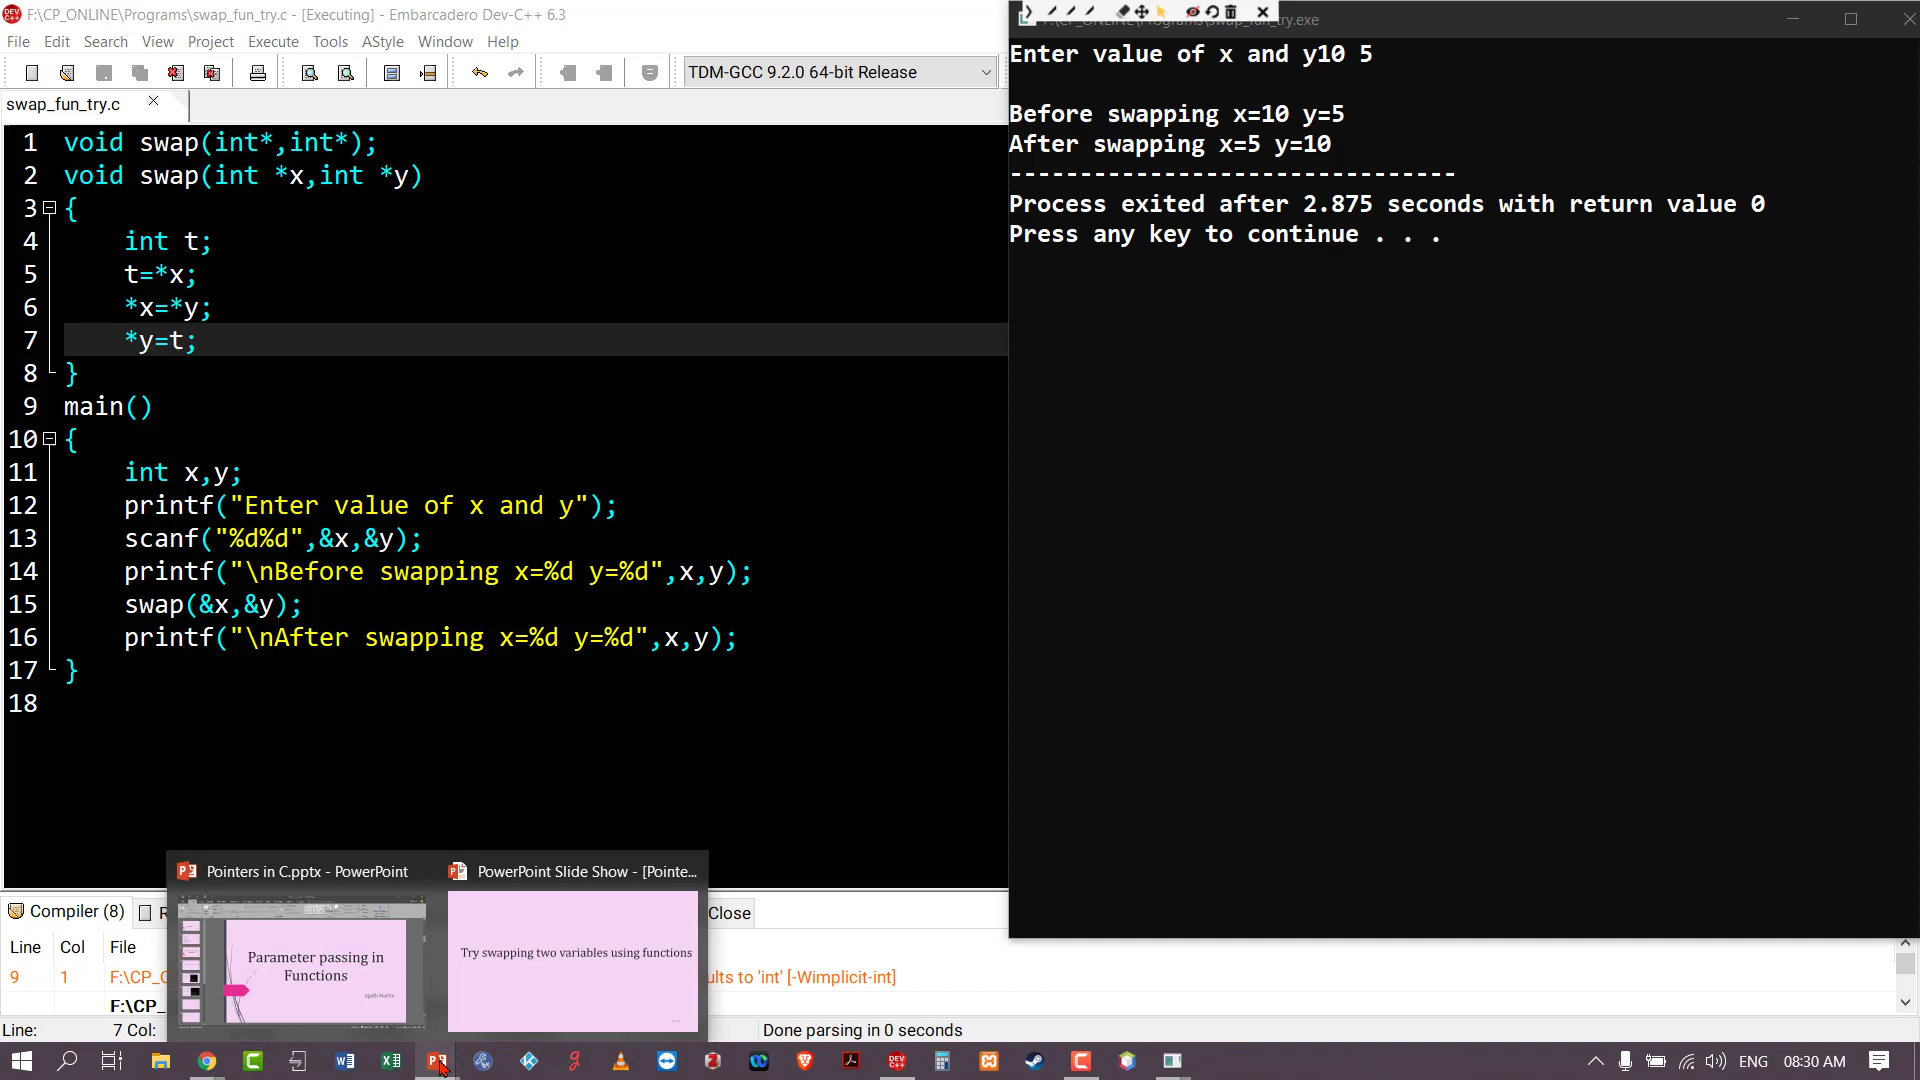 F:\CP_ONLINE\Programs\swap_fun_try.c - [Executing] - Embarcadero Dev-C++ 6.3
File Edit Search View Project Execute Tools AStyle Window Help
TDM-GCC 9.2.0 64-bit Release
swap_fun_try.c
1 void swap(int*,int*);
2 void swap(int *x,int *y)
3 {
4 int t;
5 t=*x;
6 *x=*y;
7 *y=t;
8 }
9 main()
10 {
11 int x,y;
12 printf("Enter value of x and y");
13 scanf("%d%d",&x,&y);
14 printf("\nBefore swapping x=%d y=%d",x,y);
15 swap(&x,&y);
16 printf("\nAfter swapping x=%d y=%d",x,y);
17 }
18
F:\CP_ONLINE\Programs\swap_fun_try.exe
Enter value of x and y10 5
Before swapping x=10 y=5
After swapping x=5 y=10
--------------------------------
Process exited after 2.875 seconds with return value 0
Press any key to continue . . .
Pointers in C.pptx - PowerPoint
PowerPoint Slide Show - [Pointe...
Parameter passing in
Functions
Try swapping two variables using functions
Compiler (8) R Close
Line Col File
9 1 F:\CP_ ults to 'int' [-Wimplicit-int]
F:\CP_
Line: 7 Col: Done parsing in 0 seconds
ENG 08:30 AM